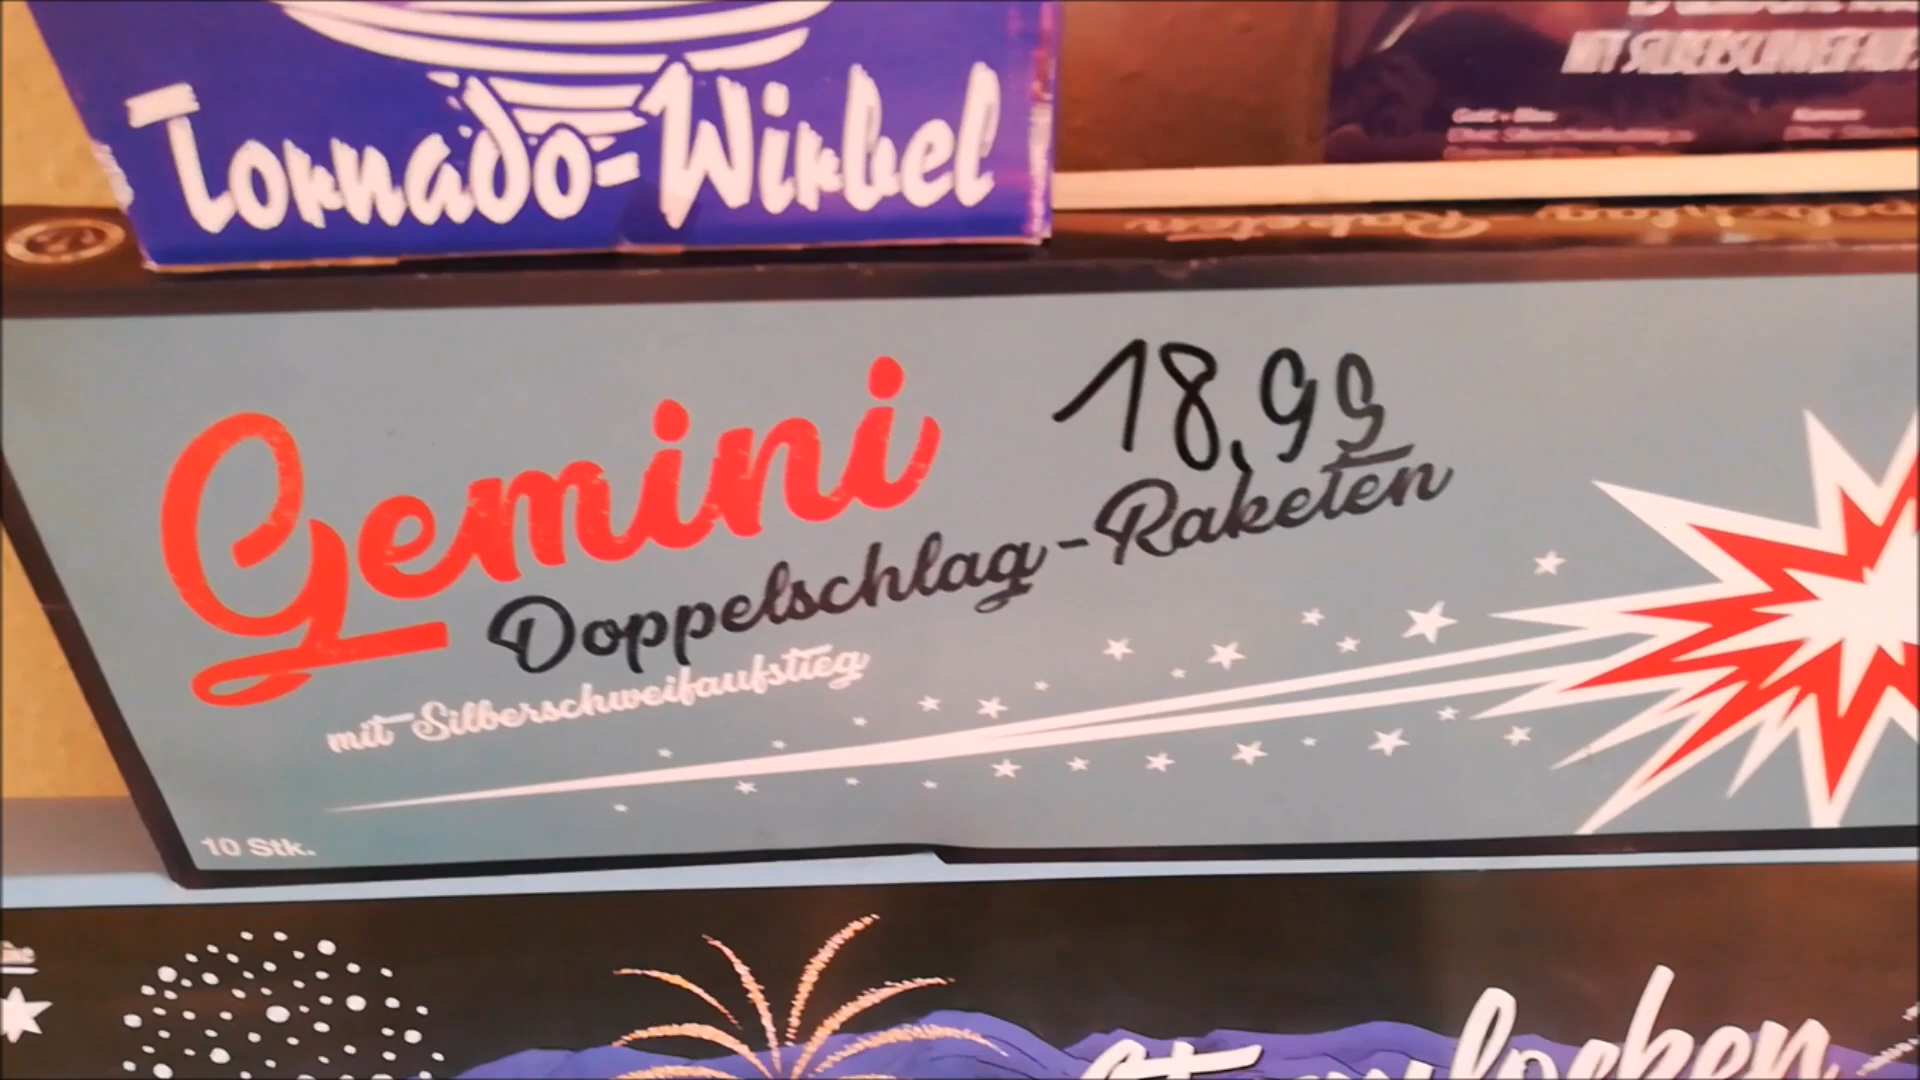 Tornado-Wirbel
MIT SILBERSCHWEIFAUF
Gemini
18,99
Doppelschlag-Raketen
mit Silberschweifaufstieg
10 Stk.